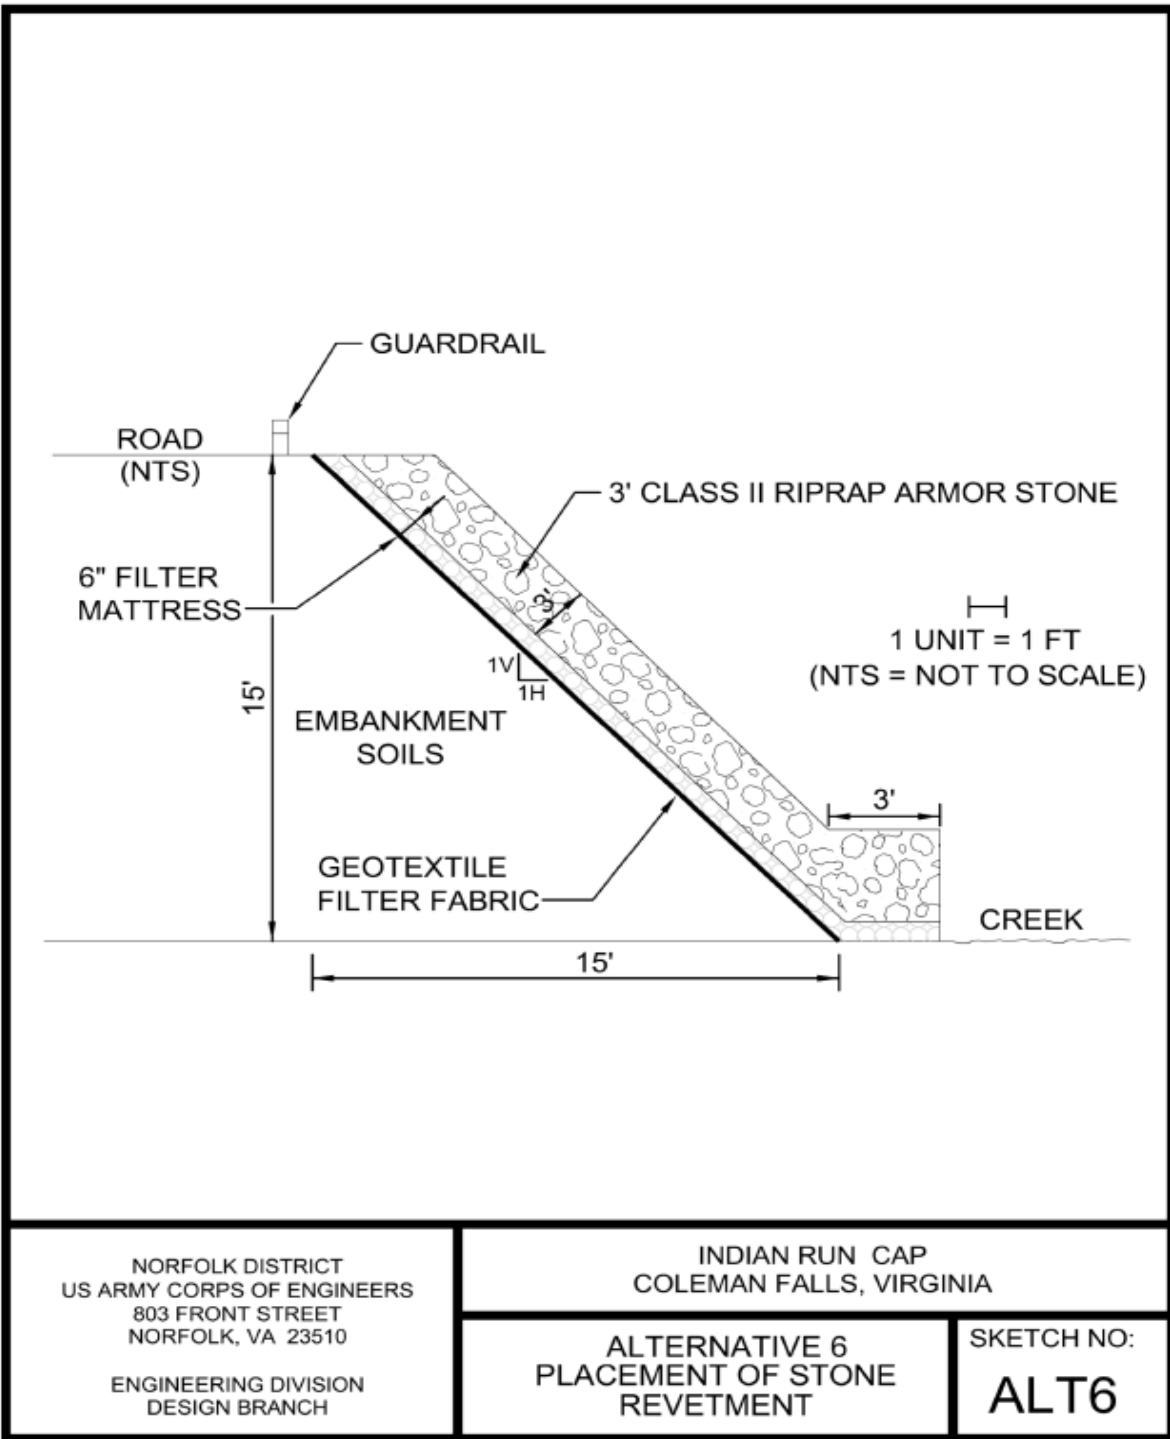 GUARDRAIL
ROAD
(NTS)
3' CLASS II RIPRAP ARMOR STONE
6" FILTER
MATTRESS
3'
1 UNIT = 1 FT
(NTS = NOT TO SCALE)
1V
1H
15'
EMBANKMENT
SOILS
3'
GEOTEXTILE
FILTER FABRIC
CREEK
15'
NORFOLK DISTRICT
US ARMY CORPS OF ENGINEERS
803 FRONT STREET
NORFOLK, VA 23510
ENGINEERING DIVISION
DESIGN BRANCH
INDIAN RUN CAP
COLEMAN FALLS, VIRGINIA
ALTERNATIVE 6
PLACEMENT OF STONE
REVETMENT
SKETCH NO:
ALT6